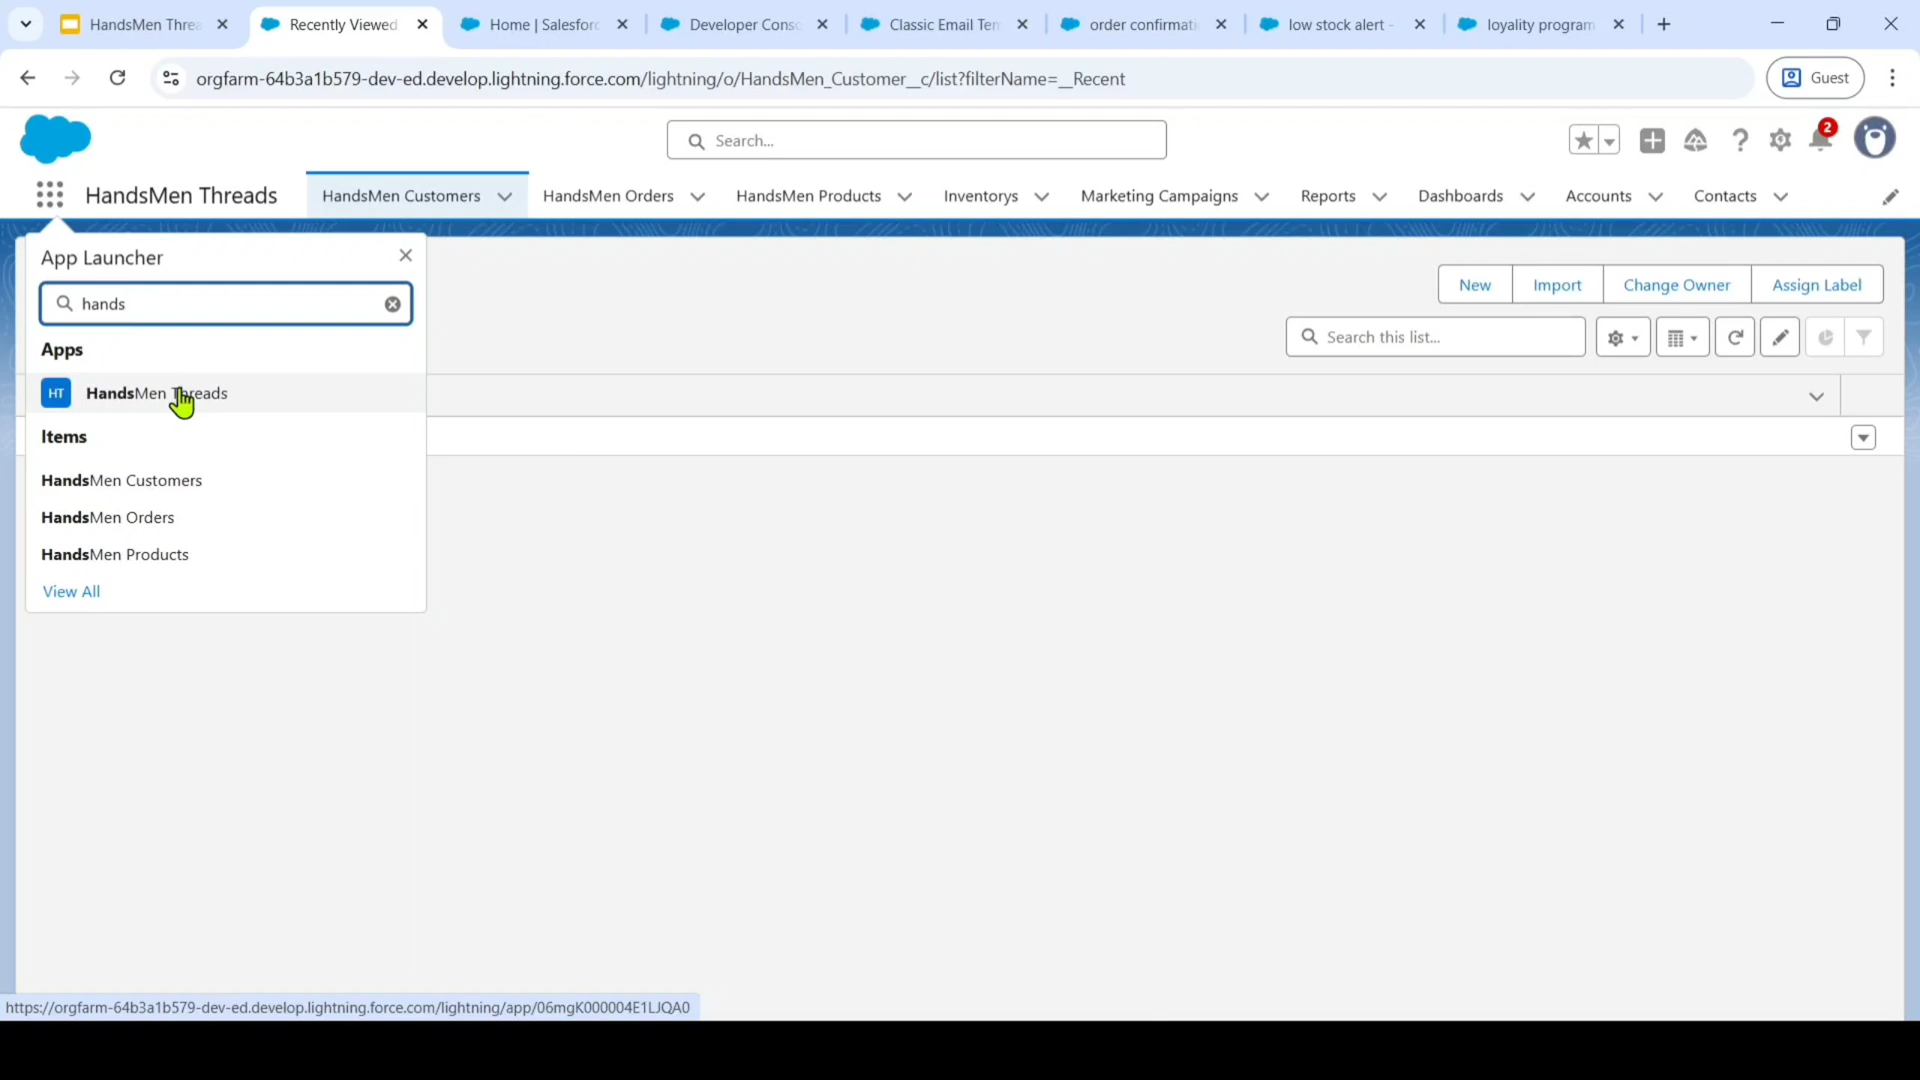 HandsMen Threa
Recently Viewed
Home | Salesforc
Developer Conso
Classic Email Tem
order confirmati
low stock alert -
loyality program
orgfarm-64b3a1b579-dev-ed.develop.lightning.force.com/lightning/o/HandsMen_Customer__c/list?filterName=__Recent
Guest
Search...
2
HandsMen Threads
HandsMen Customers
HandsMen Orders
HandsMen Products
Inventorys
Marketing Campaigns
Reports
Dashboards
Accounts
Contacts
App Launcher
hands
Apps
HT
HandsMen Threads
Items
HandsMen Customers
HandsMen Orders
HandsMen Products
View All
New
Import
Change Owner
Assign Label
Search this list...
https://orgfarm-64b3a1b579-dev-ed.develop.lightning.force.com/lightning/app/06mgK000004E1LJQA0